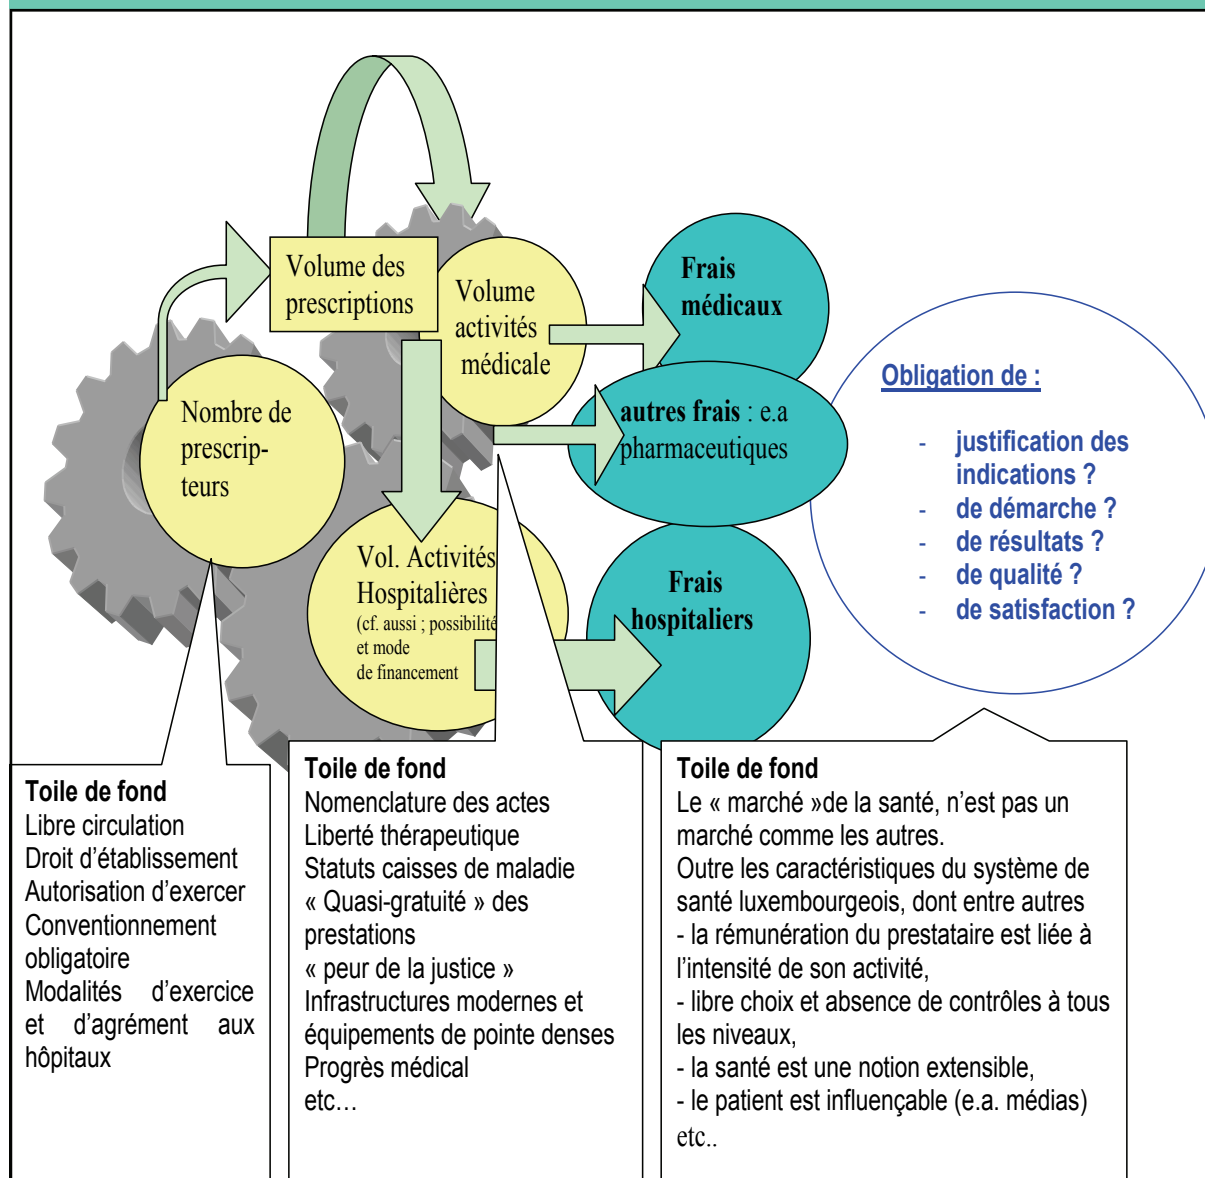 Volume des
prescriptions
Volume
activités
médicale
Frais
médicaux
Nombre de
prescrip-
teurs
autres frais : e.a
pharmaceutiques
Vol. Activités
Hospitalières
(cf. aussi ; possibilité
et mode
de financement
Frais
hospitaliers
Obligation de :
- justification des
indications ?
- de démarche ?
- de résultats ?
- de qualité ?
- de satisfaction ?
Toile de fond
Libre circulation
Droit d’établissement
Autorisation d’exercer
Conventionnement
obligatoire
Modalités d’exercice
et d’agrément aux
hôpitaux
Toile de fond
Nomenclature des actes
Liberté thérapeutique
Statuts caisses de maladie
« Quasi-gratuité » des
prestations
« peur de la justice »
Infrastructures modernes et
équipements de pointe denses
Progrès médical
etc…
Toile de fond
Le « marché »de la santé, n’est pas un
marché comme les autres.
Outre les caractéristiques du système de
santé luxembourgeois, dont entre autres
- la rémunération du prestataire est liée à
l’intensité de son activité,
- libre choix et absence de contrôles à tous
les niveaux,
- la santé est une notion extensible,
- le patient est influençable (e.a. médias)
etc..